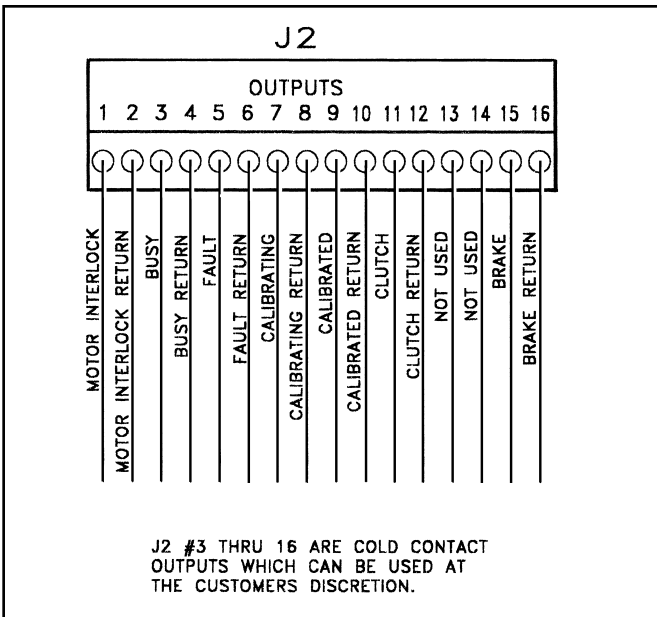 J2
OUTPUTS
1 2 3 4 5 6 7 8 9 10 11 12 13 14 15 16
MOTOR INTERLOCK
MOTOR INTERLOCK RETURN
BUSY
BUSY RETURN
FAULT
FAULT RETURN
CALIBRATING
CALIBRATING RETURN
CALIBRATED
CALIBRATED RETURN
CLUTCH
CLUTCH RETURN
NOT USED
NOT USED
BRAKE
BRAKE RETURN
J2 #3 THRU 16 ARE COLD CONTACT
OUTPUTS WHICH CAN BE USED AT
THE CUSTOMERS DISCRETION.